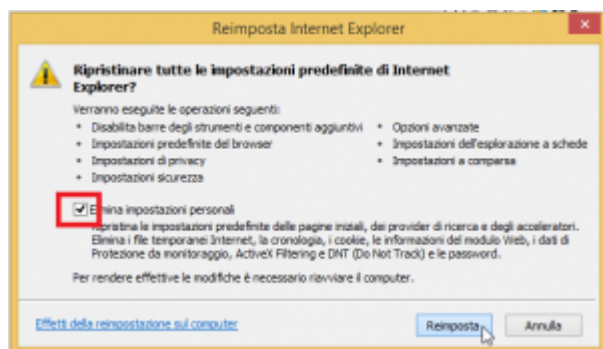 Reimposta Internet Explorer
Ripristinare tutte le impostazioni predefinite di Internet
Explorer?
Verranno eseguite le operazioni seguenti:
• Disabilita barre degli strumenti e componenti aggiuntivi
• Impostazioni predefinite del browser
• Impostazioni di privacy
• Impostazioni sicurezza
• Opzioni avanzate
• Impostazioni dell'esplorazione a schede
• Impostazioni a comparsa
Elimina impostazioni personali
Ripristina le impostazioni predefinite delle pagine iniziali, dei provider di ricerca e degli acceleratori.
Elimina i file temporanei Internet, la cronologia, i cookie, le informazioni del modulo Web, i dati di
Protezione da monitoraggio, ActiveX Filtering e DNT (Do Not Track) e le password.
Per rendere effettive le modifiche è necessario riavviare il computer.
Effetti della reimpostazione sul computer
Reimposta
Annulla